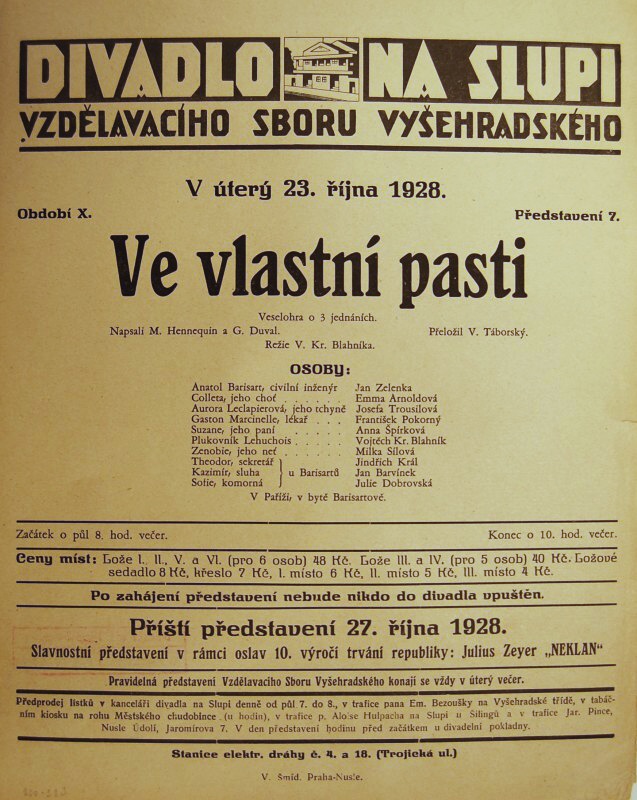 DIVADLO NA SLUPI
VZDĚLAVACÍHO SBORU VYŠEHRADSKÉHO
V úterý 23. října 1928.
Období X. Představení 7.
Ve vlastní pasti
Veselohra o 3 jednáních.
Napsali M. Hennequin a G. Duval. Přeložil V. Táborský.
Režie V. Kr. Blahníka.
OSOBY:
Anatol Barisart, civilní inženýr Jan Zelenka
Colleta, jeho choť . . . . . . Emma Arnoldová
Aurora Leclapierová, jeho tchyně Josefa Trousilová
Gaston Marcinelle, lékař . . . František Pokorný
Suzane, jeho paní . . . . . Anna Špírková
Plukovník Lehuchois . . . . . Vojtěch Kr. Blahník
Zenobie, jeho neť . . . . . . Milka Sílová
Theodor, sekretář Jindřich Král
Kazimír, sluha } u Barisartů Jan Barvínek
Sofie, komorná Julie Dobrovská
V Paříži, v bytě Barisartově.
Začátek o půl 8. hod. večer. Konec o 10. hod. večer.
Ceny míst: Lože I., II., V. a VI. (pro 6 osob) 48 Kč. Lože III. a IV. (pro 5 osob) 40 Kč. Ložové
sedadlo 8 Kč, křeslo 7 Kč, I. místo 6 Kč, II. místo 5 Kč, III. místo 4 Kč.
Po zahájení představení nebude nikdo do divadla vpuštěn.
Příští představení 27. října 1928.
Slavnostní představení v rámci oslav 10. výročí trvání republiky: Julius Zeyer „NEKLAN"
Pravidelná představení Vzdělavacího Sboru Vyšehradského konají se vždy v úterý večer.
Předprodej lístků v kanceláři divadla na Slupi denně od půl 7. do 8., v trafice pana Em. Bezoušky na Vyšehradské třídě, v tabáč-
ním kiosku na rohu Městského chudobince (u hodin), v trafice p. Aloise Hulpacha na Slupi u Šilingů a v trafice Jar. Pince,
Nusle Údolí, Jaromírova 7. V den představení hodinu před začátkem u divadelní pokladny.
Stanice elektr. dráhy č. 4. a 18. (Trojická ul.)
V. Šmíd. Praha-Nusle.